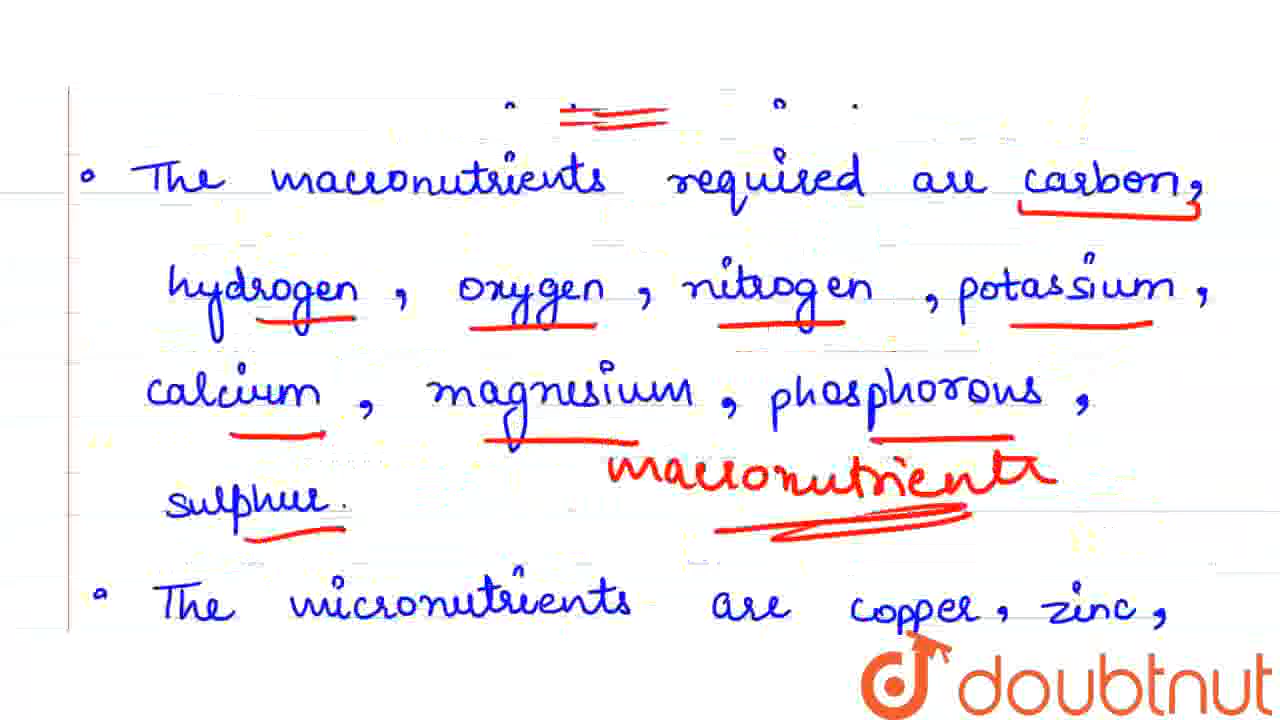 • The macronutrients required are carbon,
hydrogen, oxygen, nitrogen, potassium,
calcium, magnesium, phosphorous,
macronutrients
sulphur.
• The micronutrients are copper, zinc,
doubtnut